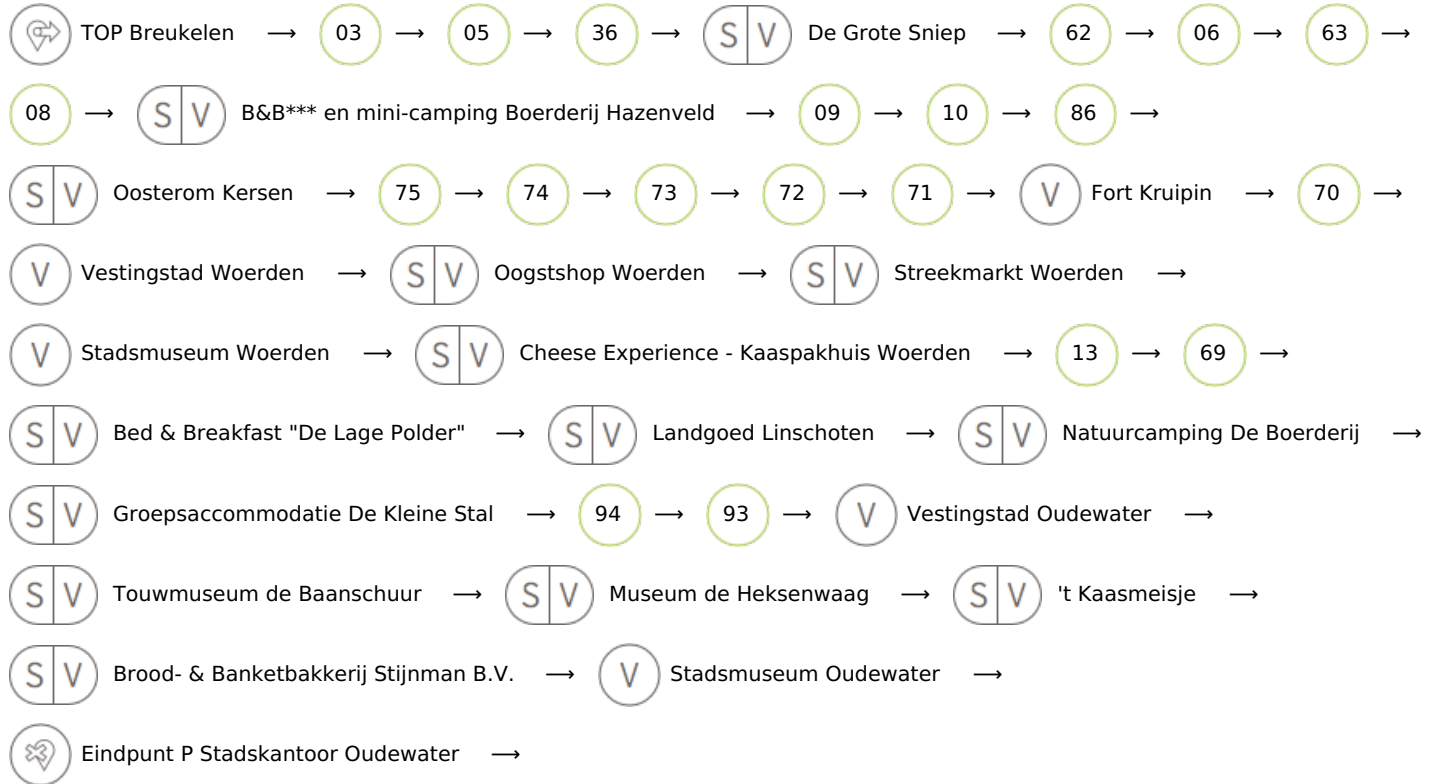 TOP Breukelen → 03 → 05 → 36 → S V De Grote Sniep → 62 → 06 → 63 →
08 → S V B&B*** en mini-camping Boerderij Hazenveld → 09 → 10 → 86 →
S V Oosterom Kersen → 75 → 74 → 73 → 72 → 71 → V Fort Kruipin → 70 →
V Vestingstad Woerden → S V Oogstshop Woerden → S V Streekmarkt Woerden →
V Stadsmuseum Woerden → S V Cheese Experience - Kaaspakhuis Woerden → 13 → 69 →
S V Bed & Breakfast "De Lage Polder" → S V Landgoed Linschoten → S V Natuurcamping De Boerderij →
S V Groepsaccommodatie De Kleine Stal → 94 → 93 → V Vestingstad Oudewater →
S V Touwmuseum de Baanschuur → S V Museum de Heksenwaag → S V 't Kaasmeisje →
S V Brood- & Banketbakkerij Stijnman B.V. → V Stadsmuseum Oudewater →
Eindpunt P Stadskantoor Oudewater →